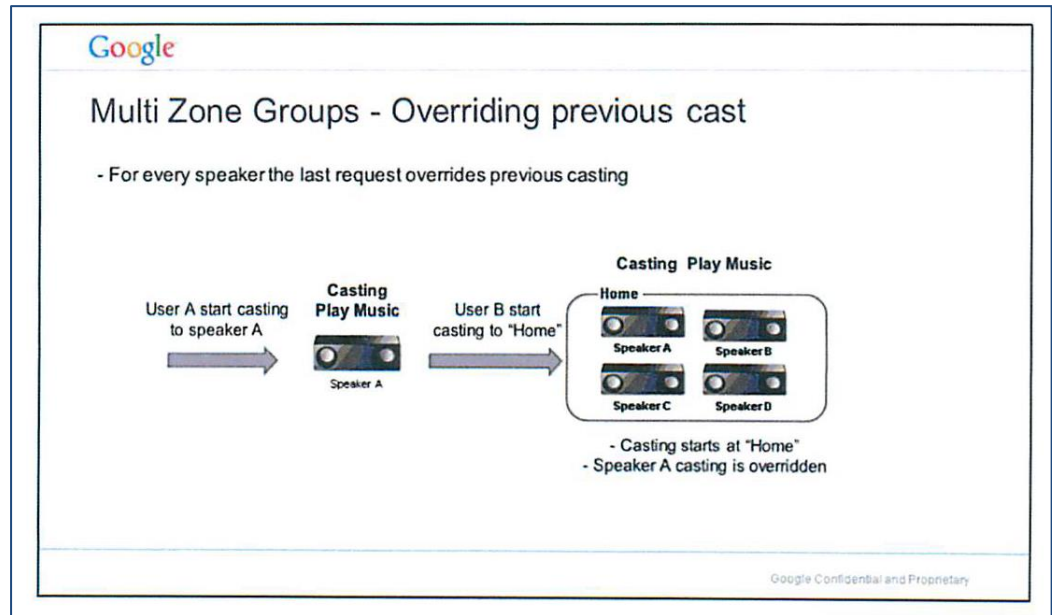 Google
Multi Zone Groups - Overriding previous cast
- For every speaker the last request overrides previous casting
User A start casting
to speaker A
Casting
Play Music
Speaker A
User B start
casting to "Home"
Casting Play Music
Home
Speaker A
Speaker B
Speaker C
Speaker D
- Casting starts at "Home"
- Speaker A casting is overridden
Google Confidential and Proprietary